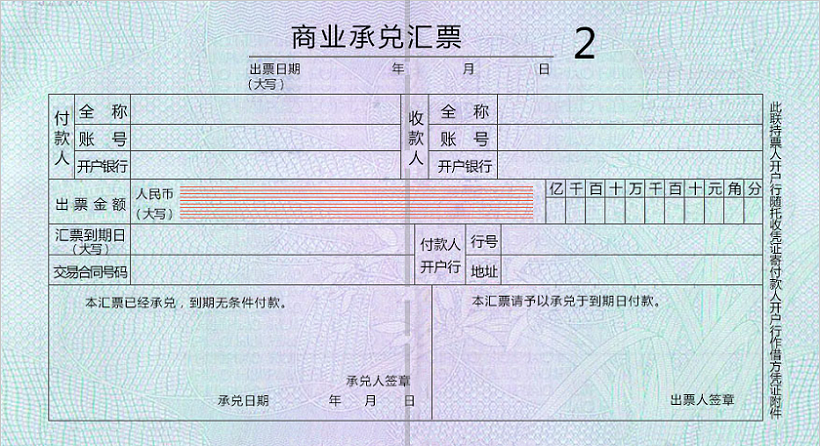 商业承兑汇票 2
出票日期 年 月 日
（大写）
付款人 全 称 收款人 全 称
账 号 账 号
开户银行 开户银行
出票金额 人民币（大写） 亿 千 百 十 万 千 百 十 元 角 分
汇票到期日（大写） 付款人开户行 行号
交易合同号码 地址
本汇票已经承兑，到期无条件付款。
承兑人签章
承兑日期 年 月 日
本汇票请予以承兑于到期日付款。
出票人签章
此联持票人开户行随托收凭证寄付款人开户行作借方凭证附件